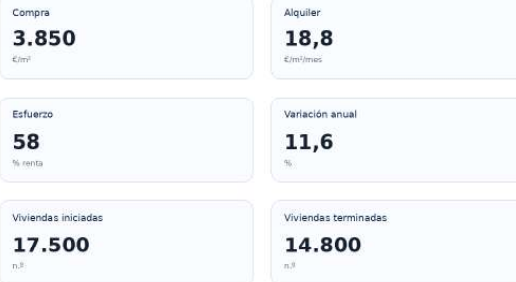 Compra
3.850
€/m²
Alquiler
18,8
€/m²/mes
Esfuerzo
58
% renta
Variación anual
11,6
%
Viviendas iniciadas
17.500
n.º
Viviendas terminadas
14.800
n.º